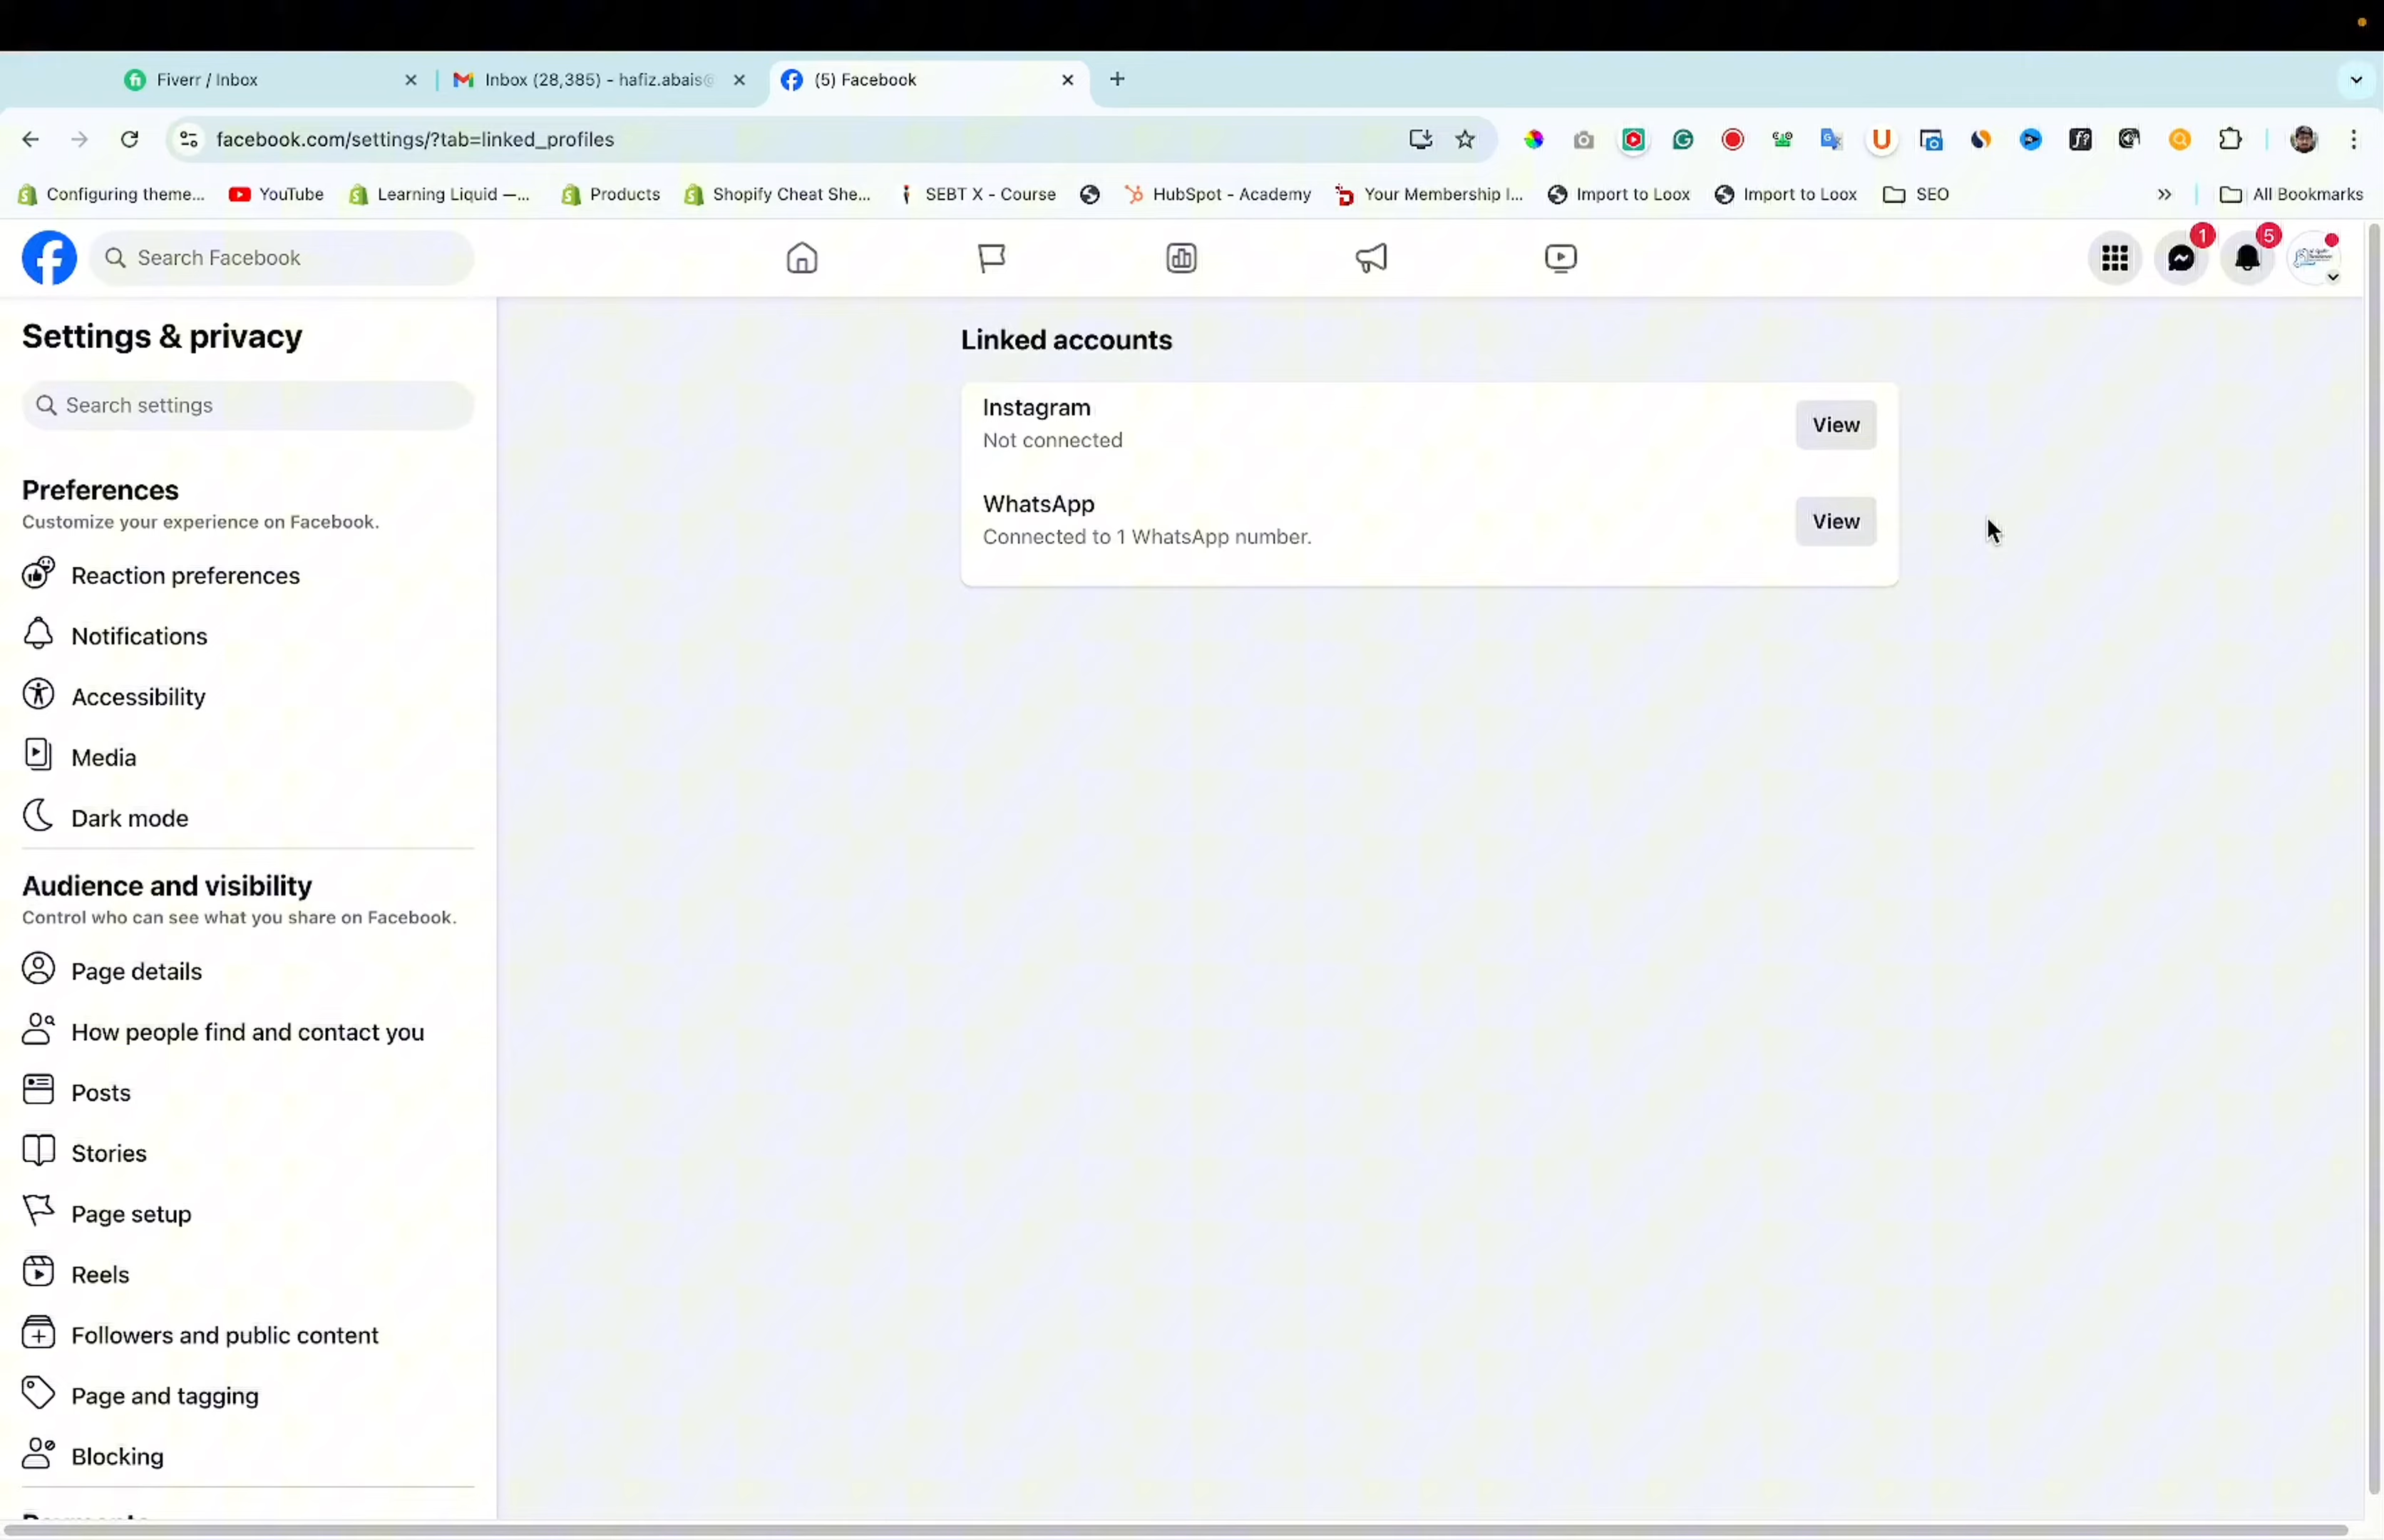 Fiverr / Inbox
Inbox (28,385) - hafiz.abais@
(5) Facebook
facebook.com/settings/?tab=linked_profiles
Configuring theme...
YouTube
Learning Liquid —...
Products
Shopify Cheat She...
SEBT X - Course
HubSpot - Academy
Your Membership I...
Import to Loox
Import to Loox
SEO
All Bookmarks
Search Facebook
1
5
Settings & privacy
Search settings
Preferences
Customize your experience on Facebook.
Reaction preferences
Notifications
Accessibility
Media
Dark mode
Audience and visibility
Control who can see what you share on Facebook.
Page details
How people find and contact you
Posts
Stories
Page setup
Reels
Followers and public content
Page and tagging
Blocking
Linked accounts
Instagram
Not connected
View
WhatsApp
Connected to 1 WhatsApp number.
View